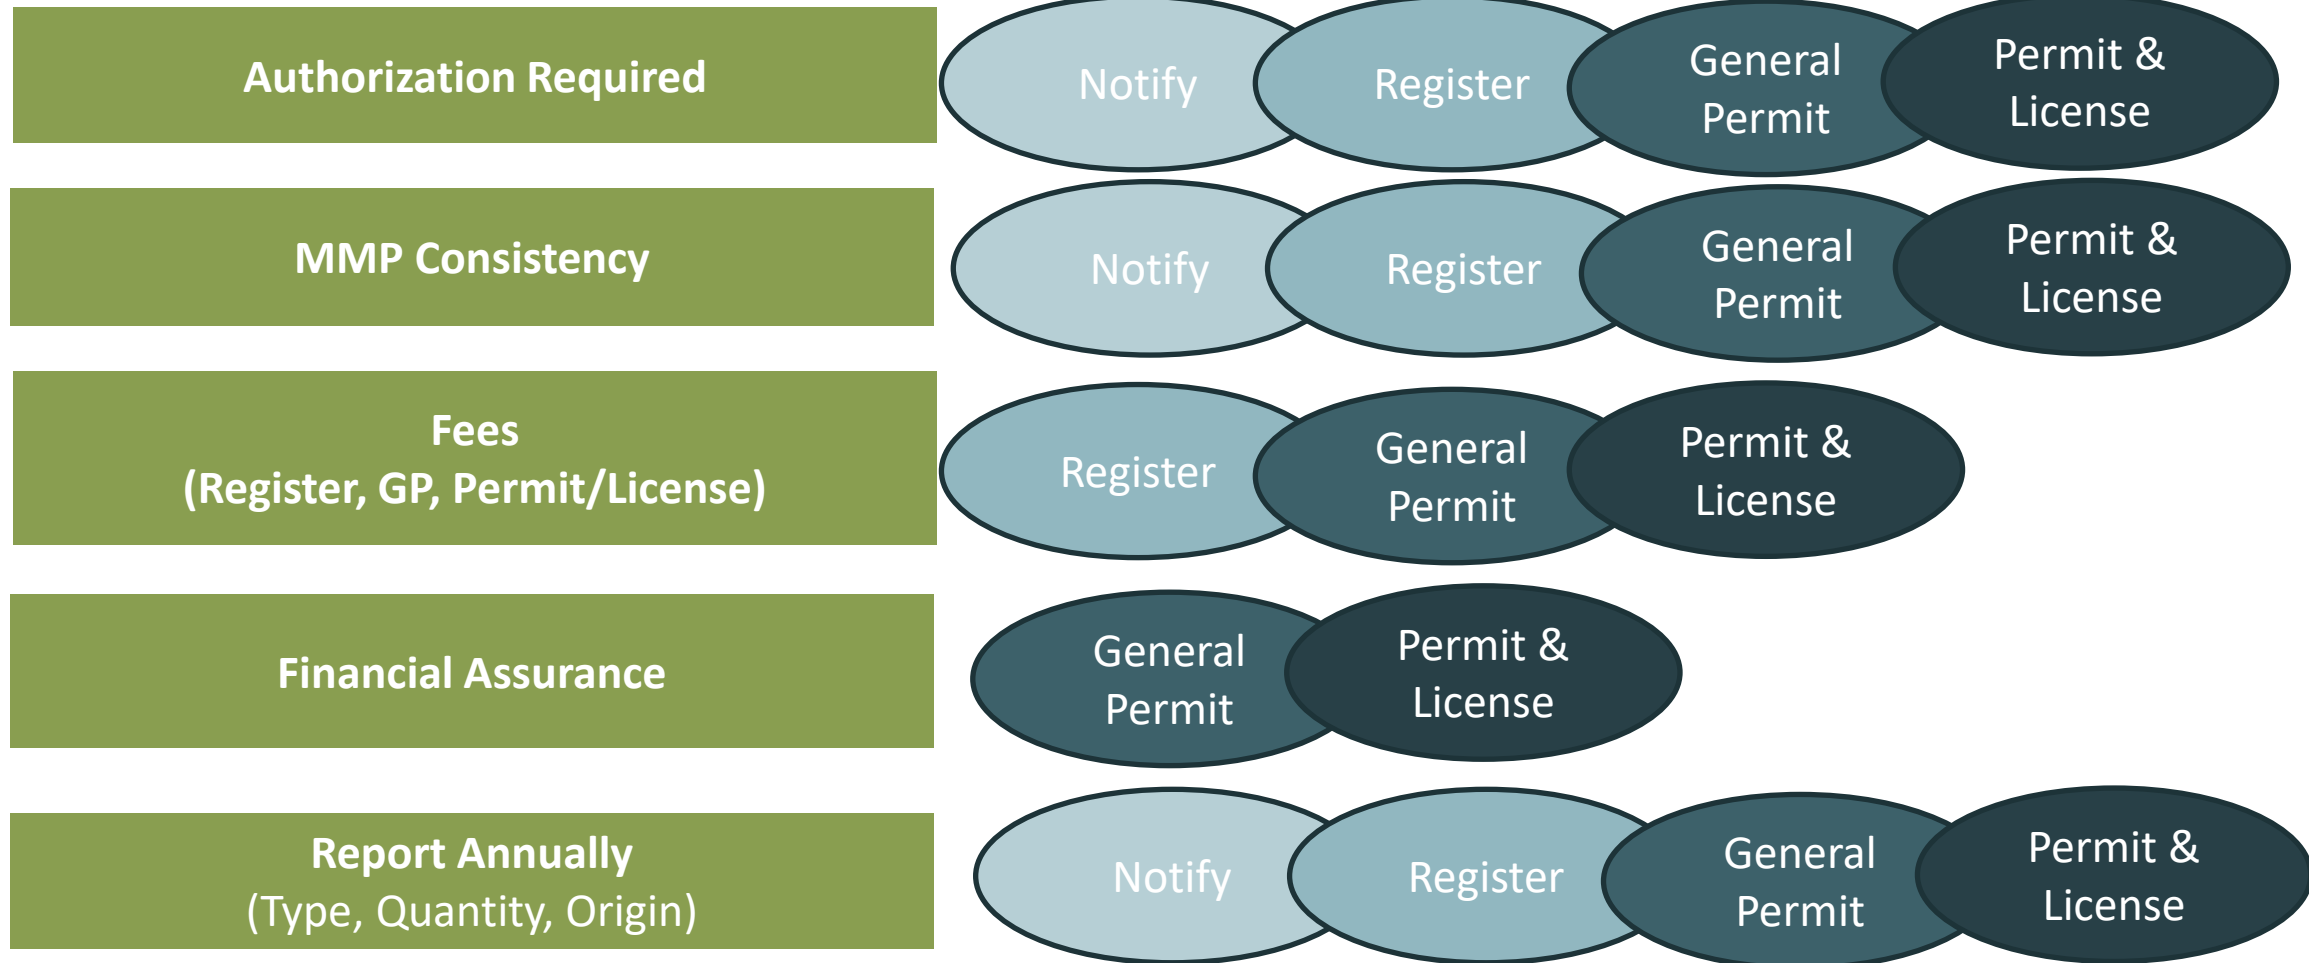 Authorization Required
Notify
Register
General
Permit
Permit &
License
MMP Consistency
Notify
Register
General
Permit
Permit &
License
Fees
(Register, GP, Permit/License)
Register
General
Permit
Permit &
License
Financial Assurance
General
Permit
Permit &
License
Report Annually
(Type, Quantity, Origin)
Notify
Register
General
Permit
Permit &
License